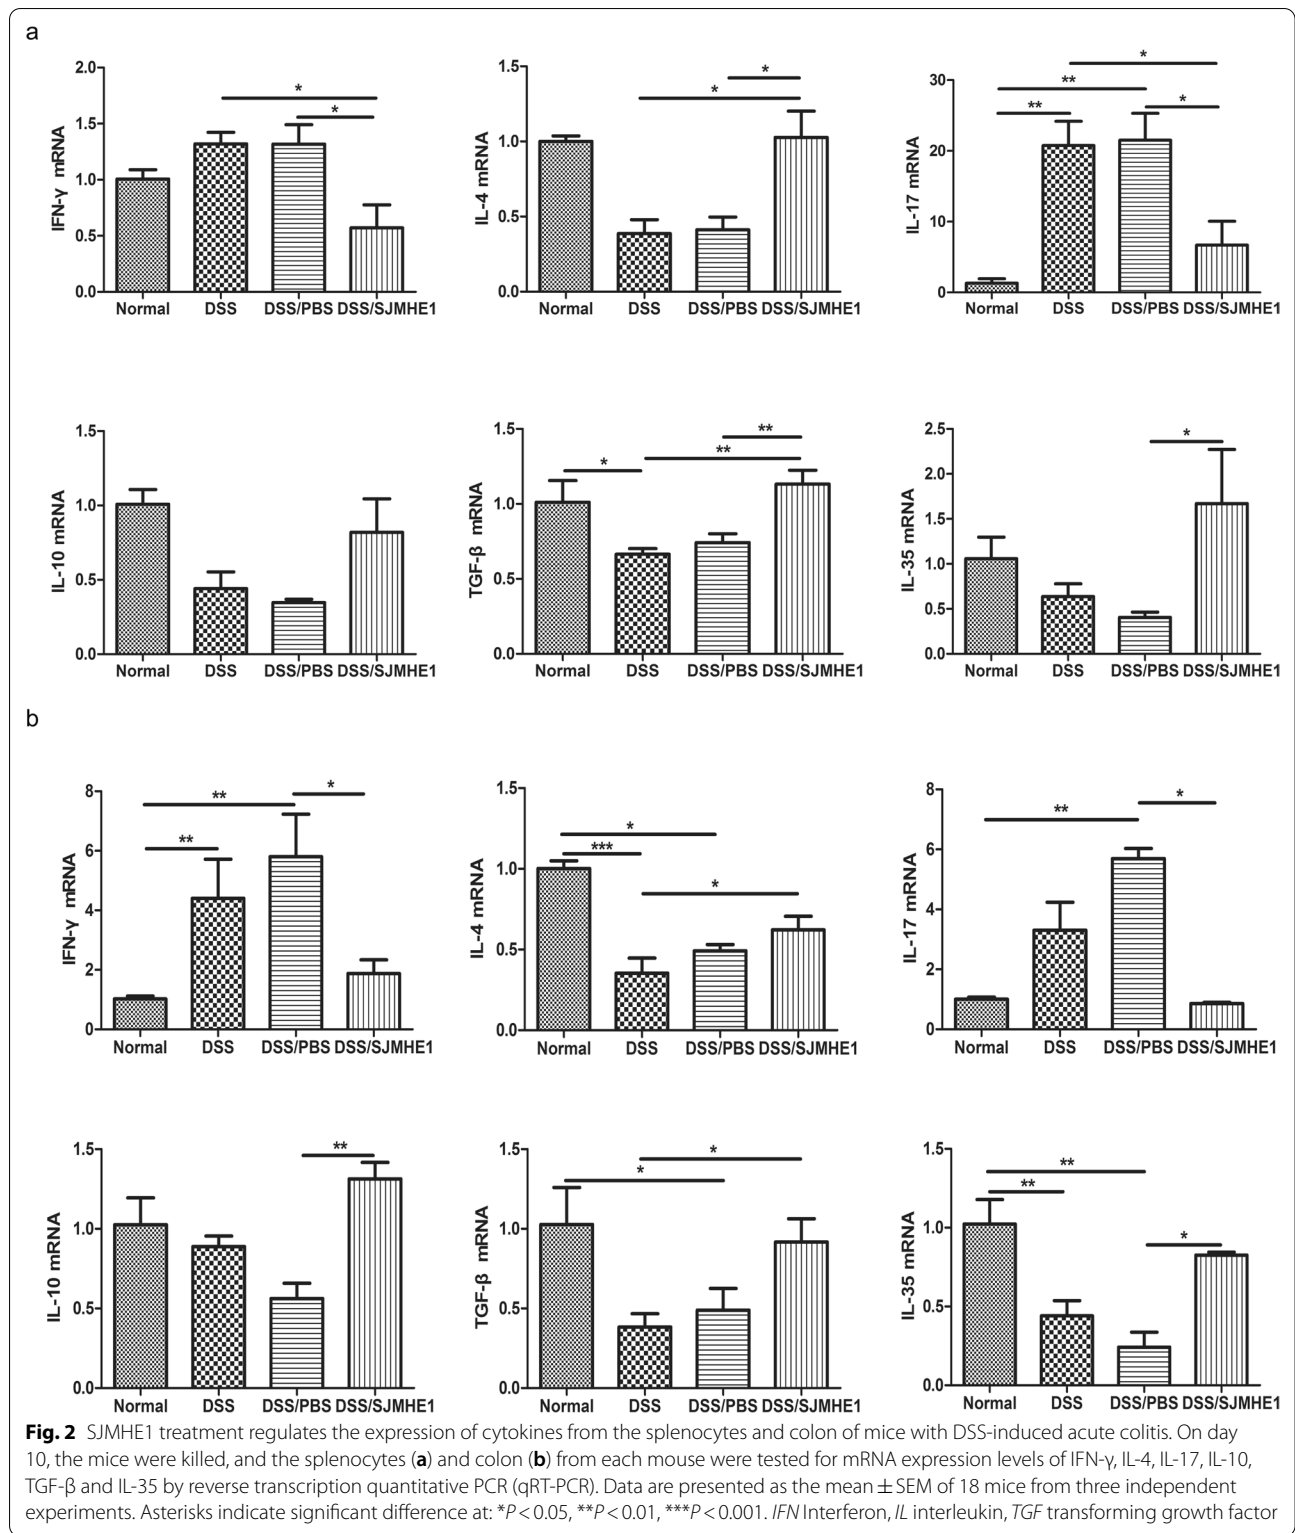 a
2.0
1.5
1.0
0.5
0.0
IFN-γ mRNA
*
*
Normal DSS DSS/PBS DSS/SJMHE1
1.5
1.0
0.5
0.0
IL-4 mRNA
*
*
Normal DSS DSS/PBS DSS/SJMHE1
30
20
10
0
IL-17 mRNA
*
**
**
*
Normal DSS DSS/PBS DSS/SJMHE1
1.5
1.0
0.5
0.0
IL-10 mRNA
Normal DSS DSS/PBS DSS/SJMHE1
1.5
1.0
0.5
0.0
TGF-β mRNA
**
**
*
Normal DSS DSS/PBS DSS/SJMHE1
2.5
2.0
1.5
1.0
0.5
0.0
IL-35 mRNA
*
Normal DSS DSS/PBS DSS/SJMHE1
b
8
6
4
2
0
IFN-γ mRNA
*
**
**
Normal DSS DSS/PBS DSS/SJMHE1
1.5
1.0
0.5
0.0
IL-4 mRNA
*
***
*
Normal DSS DSS/PBS DSS/SJMHE1
8
6
4
2
0
IL-17 mRNA
*
**
Normal DSS DSS/PBS DSS/SJMHE1
1.5
1.0
0.5
0.0
IL-10 mRNA
**
Normal DSS DSS/PBS DSS/SJMHE1
1.5
1.0
0.5
0.0
TGF-β mRNA
*
*
Normal DSS DSS/PBS DSS/SJMHE1
1.5
1.0
0.5
0.0
IL-35 mRNA
**
**
*
Normal DSS DSS/PBS DSS/SJMHE1
Fig. 2 SJMHE1 treatment regulates the expression of cytokines from the splenocytes and colon of mice with DSS-induced acute colitis. On day
10, the mice were killed, and the splenocytes (a) and colon (b) from each mouse were tested for mRNA expression levels of IFN-γ, IL-4, IL-17, IL-10,
TGF-β and IL-35 by reverse transcription quantitative PCR (qRT-PCR). Data are presented as the mean ± SEM of 18 mice from three independent
experiments. Asterisks indicate significant difference at: *P < 0.05, **P < 0.01, ***P < 0.001. IFN Interferon, IL interleukin, TGF transforming growth factor